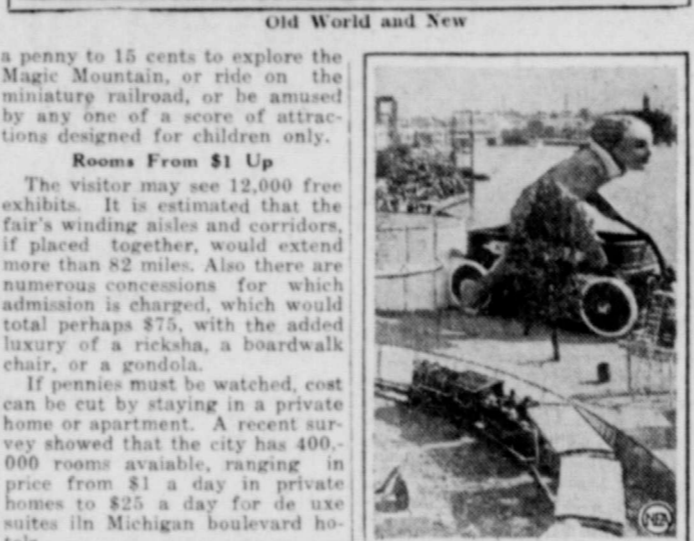 Old World and New
a penny to 15 cents to explore the
Magic Mountain, or ride on the
miniature railroad, or be amused
by any one of a score of attrac-
tions designed for children only.
Rooms From $1 Up
The visitor may see 12,000 free
exhibits. It is estimated that the
fair's winding aisles and corridors,
if placed together, would extend
more than 82 miles. Also there are
numerous concessions for which
admission is charged, which would
total perhaps $75, with the added
luxury of a ricksha, a boardwalk
chair, or a gondola.
If pennies must be watched, cost
can be cut by staying in a private
home or apartment. A recent sur-
vey showed that the city has 400,-
000 rooms avaiable, ranging in
price from $1 a day in private
homes to $25 a day for de uxe
suites iln Michigan boulevard ho-
tels.
NEA